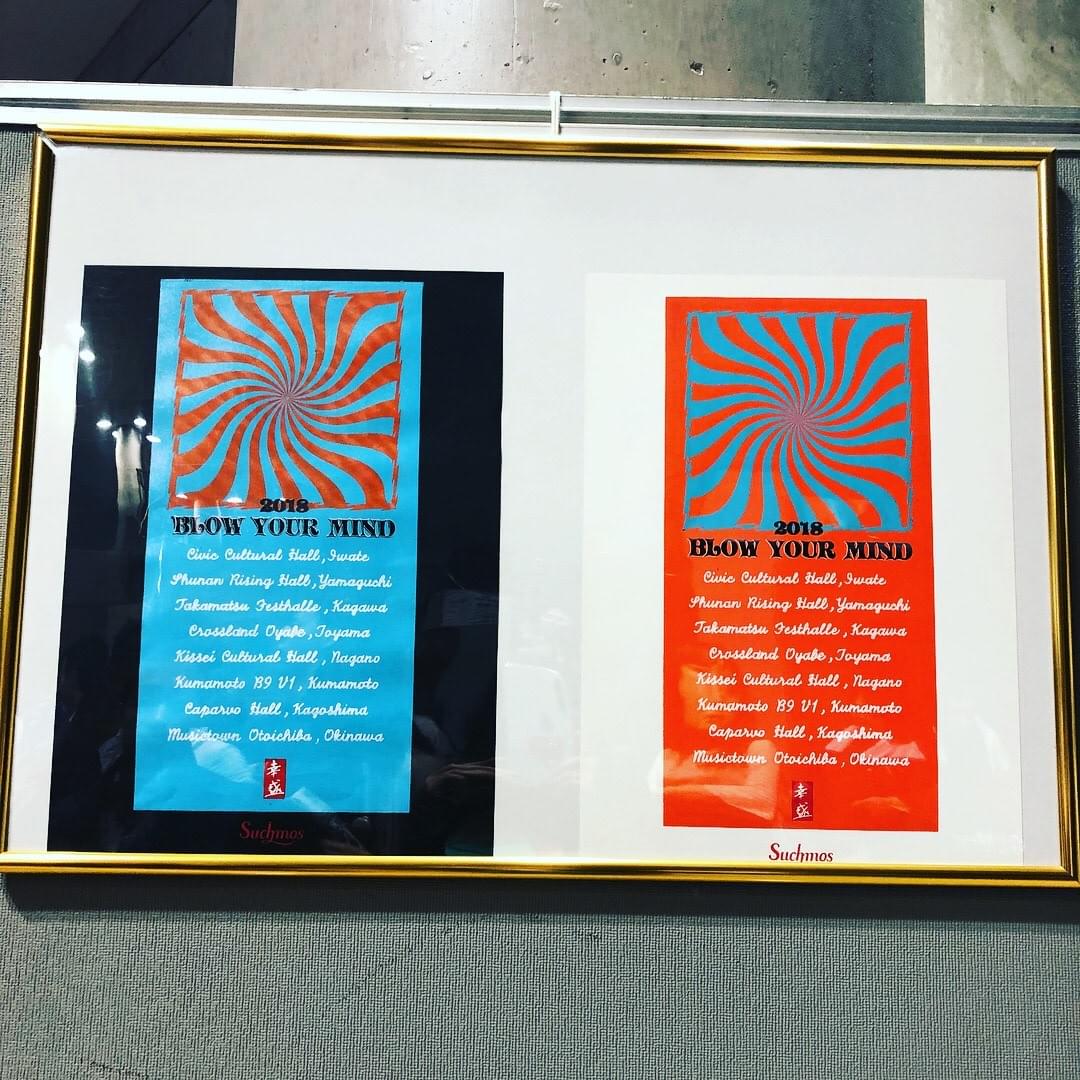 2018
BLOW YOUR MIND
Civic Cultural Hall, Iwate
Shunan Rising Hall, Yamaguchi
Takamatsu Festhalle, Kagawa
Crossland Oyabe, Toyama
Kissei Cultural Hall, Nagano
Kumamoto B9 V1, Kumamoto
Caparvo Hall, Kagoshima
Musictown Otoichiba, Okinawa
幸盛
Suchmos
2018
BLOW YOUR MIND
Civic Cultural Hall, Iwate
Shunan Rising Hall, Yamaguchi
Takamatsu Festhalle, Kagawa
Crossland Oyabe, Toyama
Kissei Cultural Hall, Nagano
Kumamoto B9 V1, Kumamoto
Caparvo Hall, Kagoshima
Musictown Otoichiba, Okinawa
幸盛
Suchmos